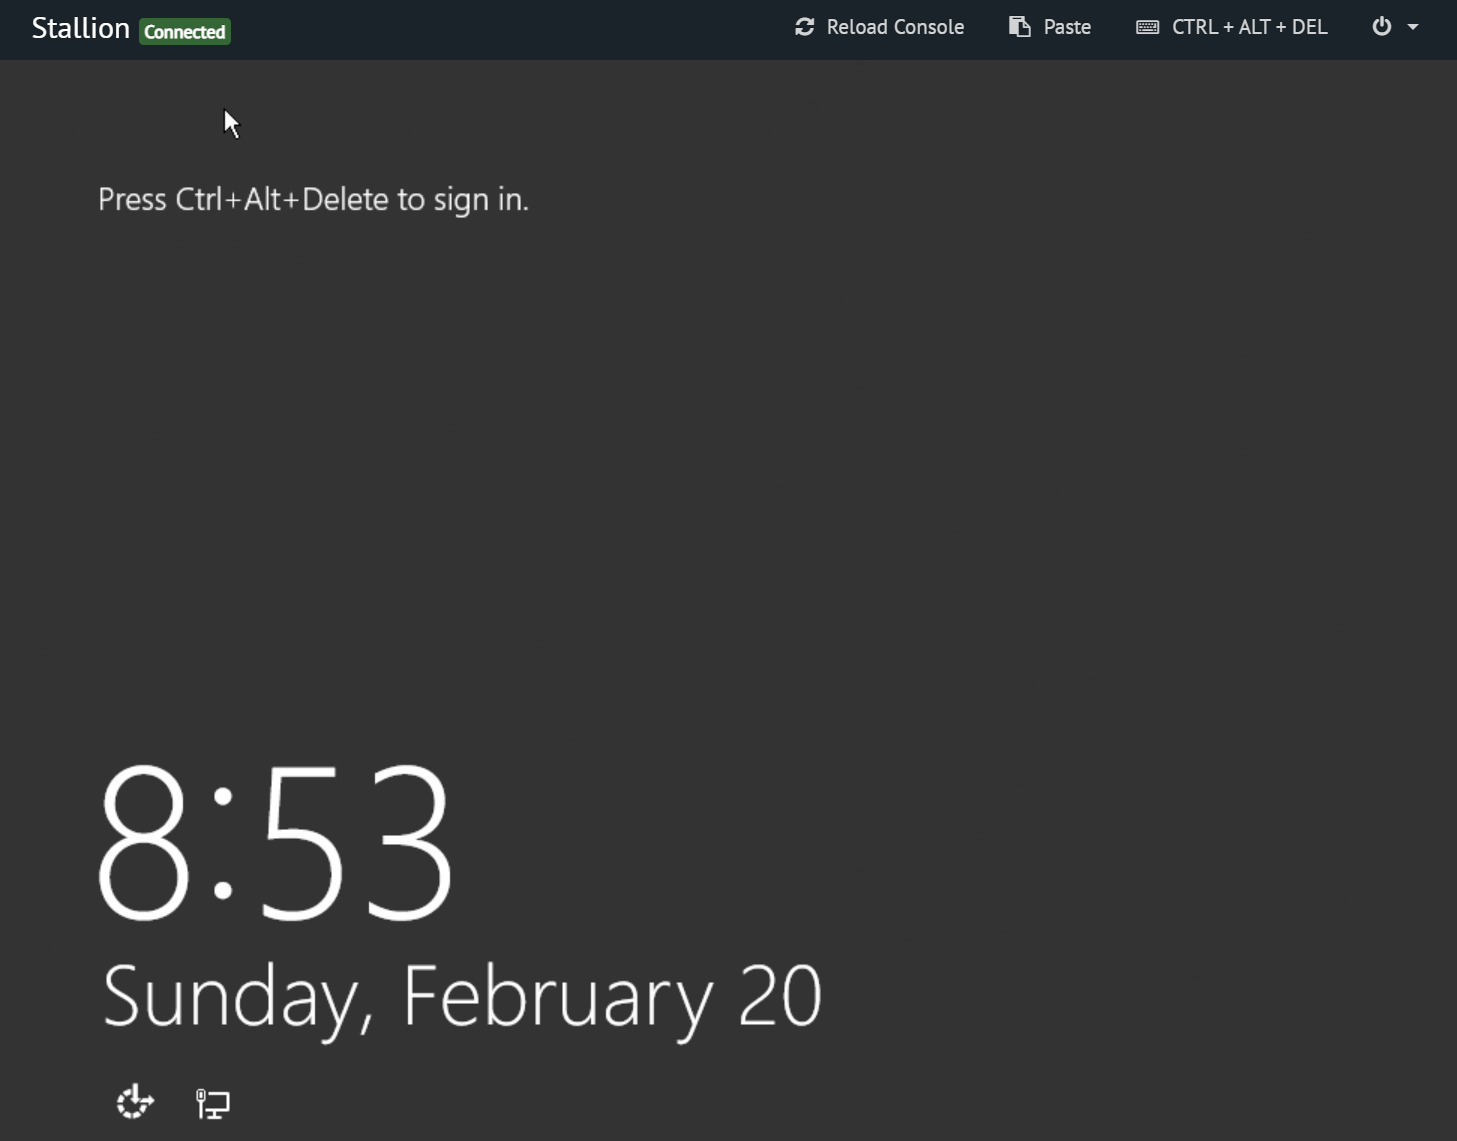 Stallion Connected Reload Console Paste CTRL + ALT + DEL
Press Ctrl+Alt+Delete to sign in.
8:53
Sunday, February 20